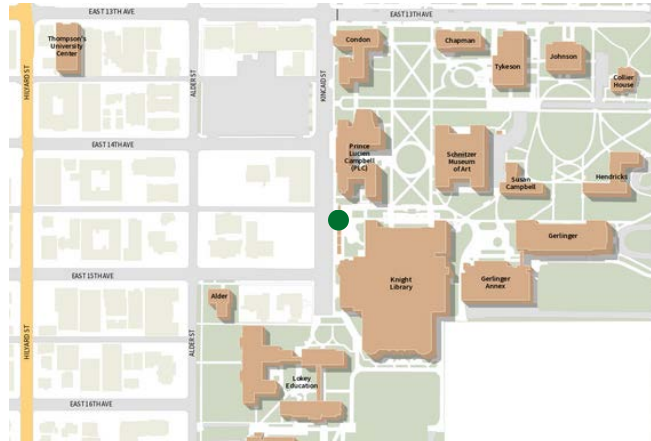 EAST 13TH AVE
EAST 13TH AVE
Thompson's
University
Center
Condon
Chapman
Tykeson
Johnson
Collier
House
HILYARD ST
ALDER ST
KINCAID ST
EAST 14TH AVE
Prince
Lucien
Campbell
(PLC)
Schnitzer
Museum
of Art
Susan
Campbell
Hendricks
Gerlinger
EAST 15TH AVE
Knight
Library
Gerlinger
Annex
Alder
HILYARD ST
ALDER ST
Lokey
Education
EAST 16TH AVE